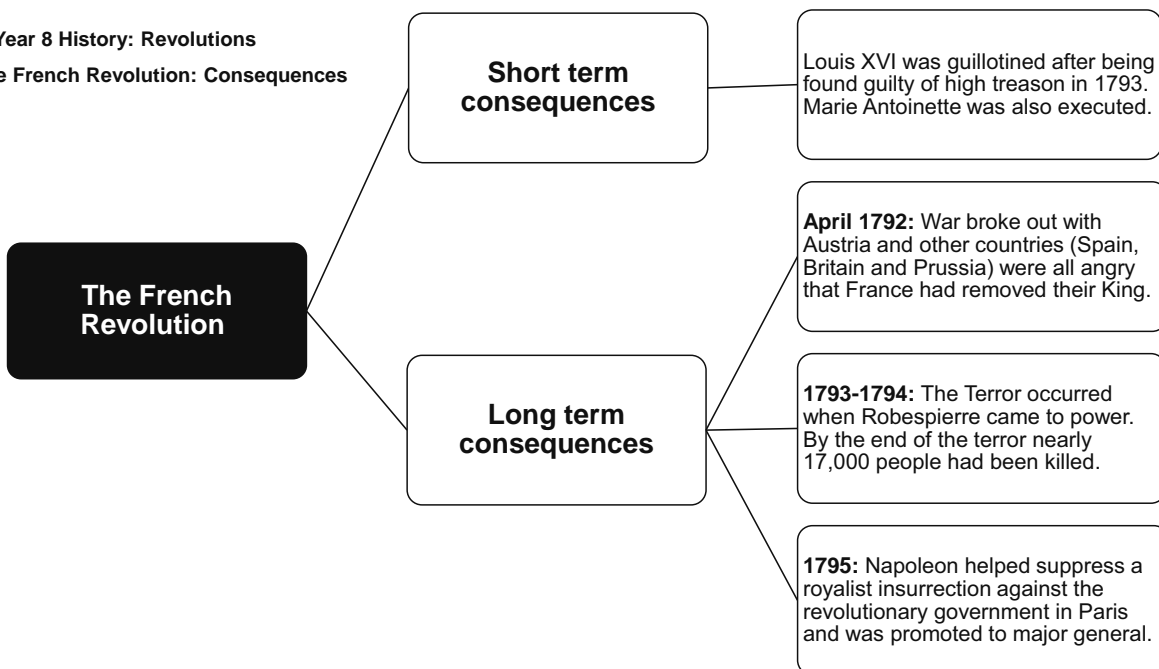 Year 8 History: Revolutions
French Revolution: Consequences
Short term
consequences
Louis XVI was guillotined after being
found guilty of high treason in 1793.
Marie Antoinette was also executed.
The French
Revolution
Long term
consequences
April 1792: War broke out with
Austria and other countries (Spain,
Britain and Prussia) were all angry
that France had removed their King.
1793-1794: The Terror occurred
when Robespierre came to power.
By the end of the terror nearly
17,000 people had been killed.
1795: Napoleon helped suppress a
royalist insurrection against the
revolutionary government in Paris
and was promoted to major general.